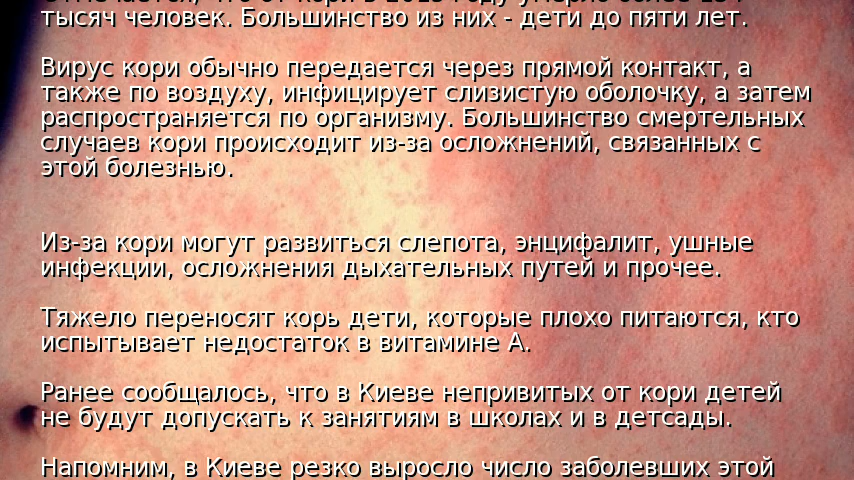 тысяч человек. Большинство из них - дети до пяти лет.
Вирус кори обычно передается через прямой контакт, а
также по воздуху, инфицирует слизистую оболочку, а затем
распространяется по организму. Большинство смертельных
случаев кори происходит из-за осложнений, связанных с
этой болезнью.
Из-за кори могут развиться слепота, энцифалит, ушные
инфекции, осложнения дыхательных путей и прочее.
Тяжело переносят корь дети, которые плохо питаются, кто
испытывает недостаток в витамине А.
Ранее сообщалось, что в Киеве непривитых от кори детей
не будут допускать к занятиям в школах и в детсады.
Напомним, в Киеве резко выросло число заболевших этой